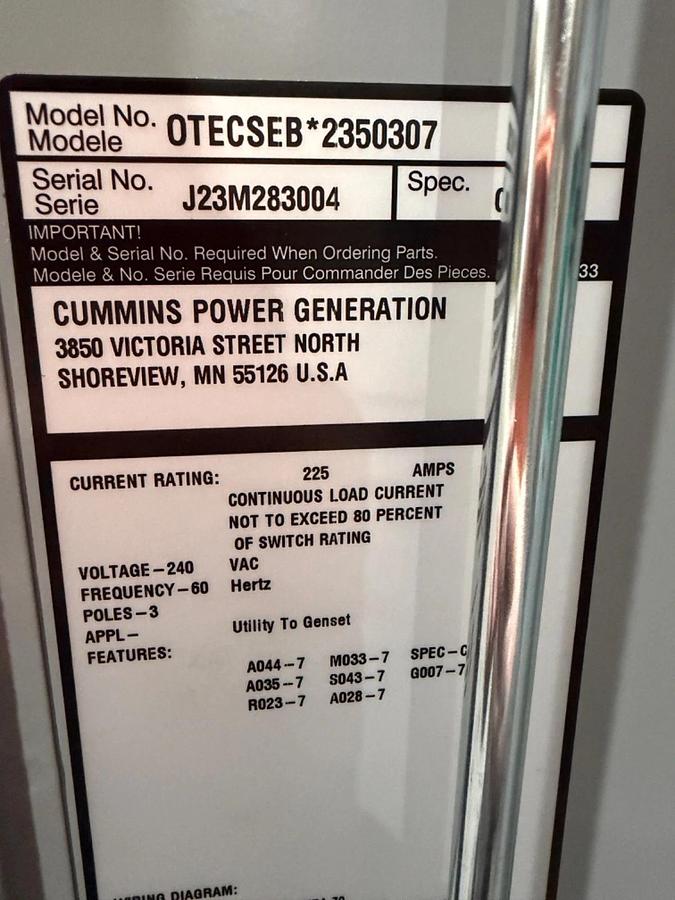 Model No. OTECSEB*2350307
Modele
Serial No. J23M283004 Spec.
Serie
IMPORTANT!
Model & Serial No. Required When Ordering Parts.
Modele & No. Serie Requis Pour Commander Des Pieces. 33
CUMMINS POWER GENERATION
3850 VICTORIA STREET NORTH
SHOREVIEW, MN 55126 U.S.A
CURRENT RATING: 225 AMPS
CONTINUOUS LOAD CURRENT
NOT TO EXCEED 80 PERCENT
OF SWITCH RATING
VOLTAGE–240 VAC
FREQUENCY–60 Hertz
POLES–3
APPL– Utility To Genset
FEATURES:
A044–7 M033–7 SPEC–
A035–7 S043–7 G007–7
R023–7 A028–7
DIAGRAM: